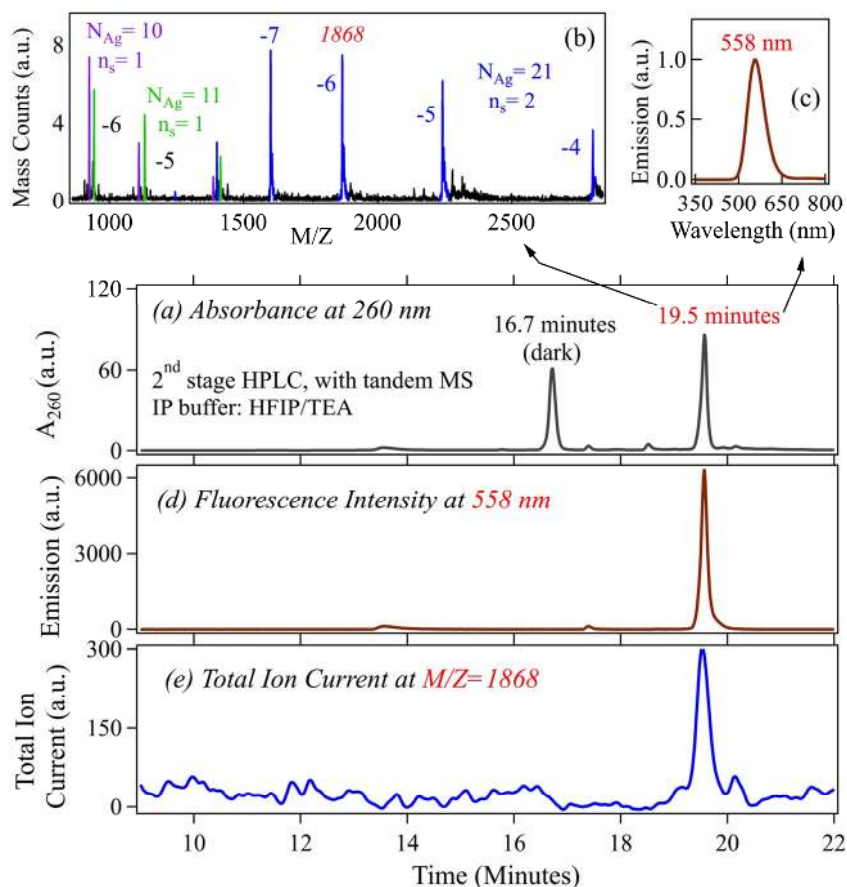 (b)
N_Ag = 10
n_s = 1
N_Ag = 11
n_s= 1
-6
-5
-7
1868
-6
-5
N_Ag = 21
n_s = 2
-4
Mass Counts (a.u.)
8
4
0
1000
1500
2000
2500
M/Z
558 nm
(c)
Emission (a.u.)
1.0
0.5
0.0
350 500 650 800
Wavelength (nm)
(a) Absorbance at 260 nm
16.7 minutes
(dark)
19.5 minutes
2nd stage HPLC, with tandem MS
IP buffer: HFIP/TEA
A_260 (a.u.)
120
60
0
(d) Fluorescence Intensity at 558 nm
Emission (a.u.)
6000
3000
0
(e) Total Ion Current at M/Z=1868
Total Ion
Current (a.u.)
300
150
0
10 12 14 16 18 20 22
Time (Minutes)